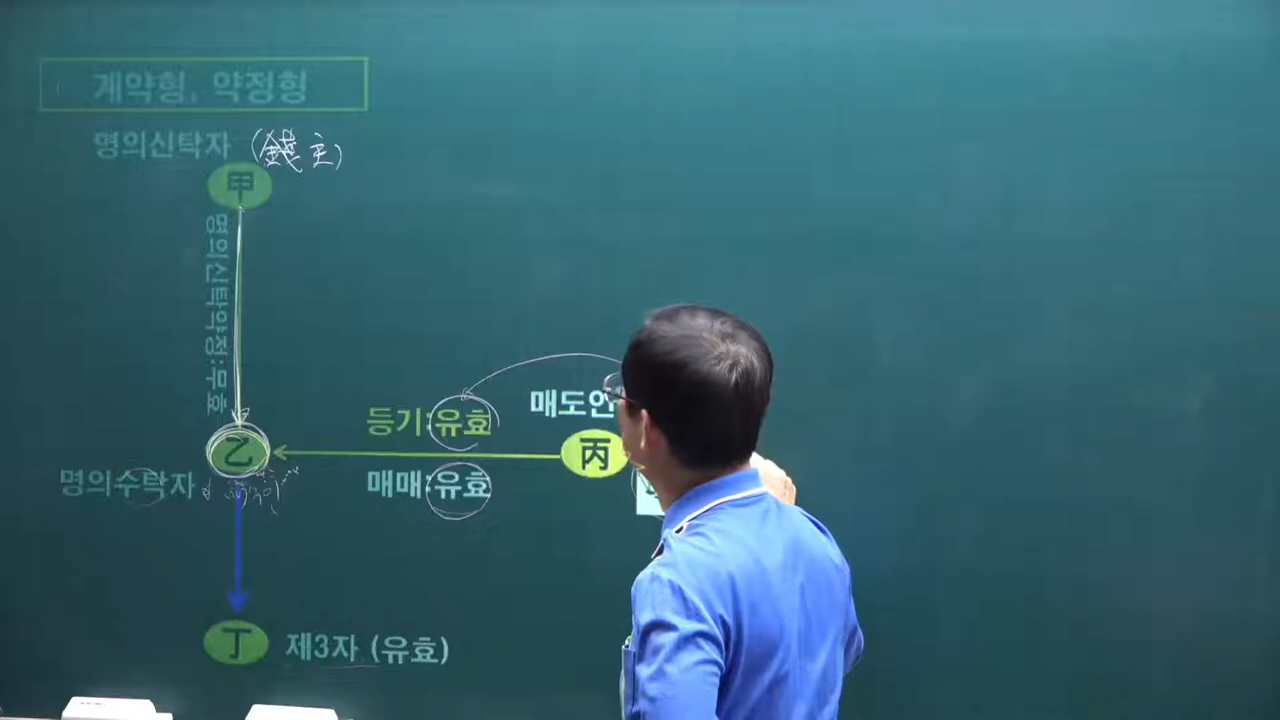 계약형, 약정형
명의신탁자 (錢主)
甲
명의신탁약정:무효
등기:유효
매도인
乙
丙
명의수탁자
매매:유효
丁
제3자 (유효)